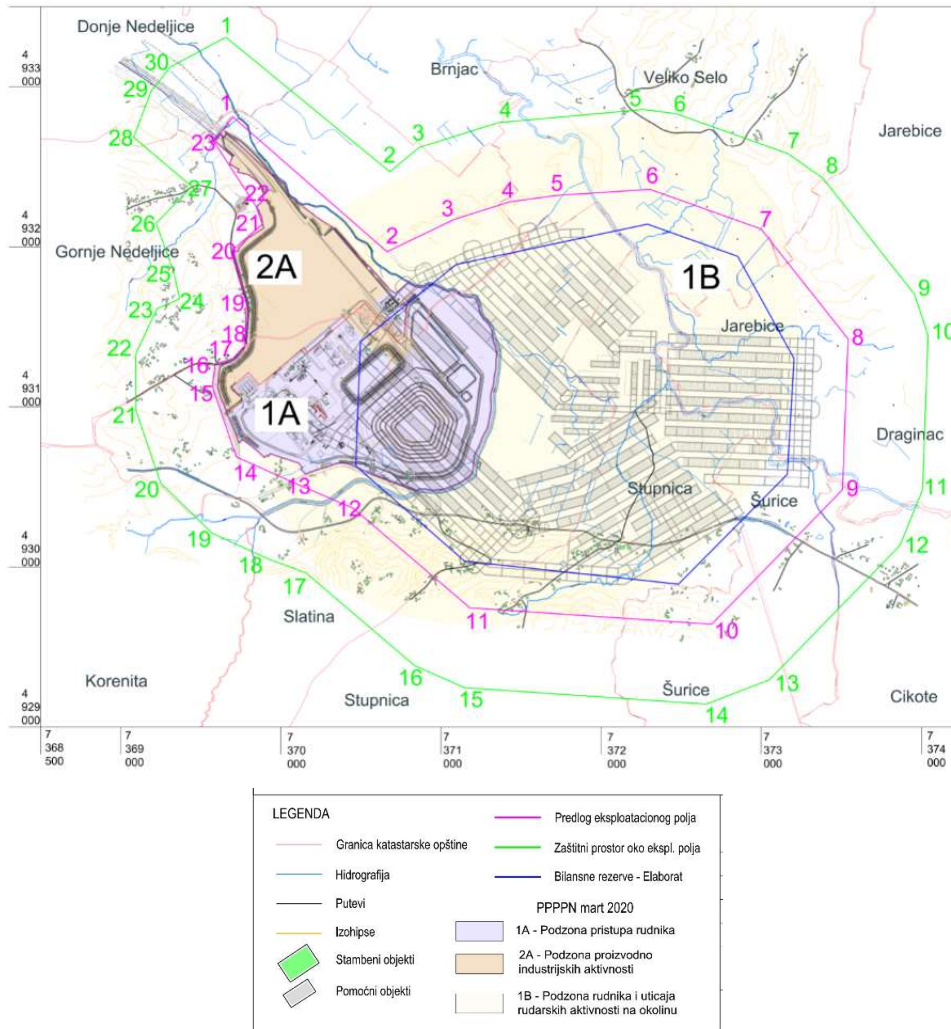 Donje Nedeljice
1
30
29
28
27
26
25
24
23
22
21
20
19
18
17
16
15
14
13
12
11
10
9
8
7
6
5
4
3
2
Brnjac
Veliko Selo
Jarebice
1
2
3
4
5
6
7
8
9
10
11
12
13
14
15
16
17
18
19
20
21
22
23
Gornje Nedeljice
2A
1A
1B
Jarebice
Draginac
Stupnica
Šurice
Slatina
Korenita
Stupnica
Šurice
Cikote
4
933
000
4
932
000
4
931
000
4
930
000
4
929
000
7
368
500
7
369
000
7
370
000
7
371
000
7
372
000
7
373
000
7
374
000
LEGENDA
Granica katastarske opštine
Hidrografija
Putevi
Izohipse
Stambeni objekti
Pomoćni objekti
Predlog eksploatacionog polja
Zaštitni prostor oko ekspl. polja
Bilansne rezerve - Elaborat
PPPPN mart 2020
1A - Podzona pristupa rudnika
2A - Podzona proizvodno
industrijskih aktivnosti
1B - Podzona rudnika i uticaja
rudarskih aktivnosti na okolinu